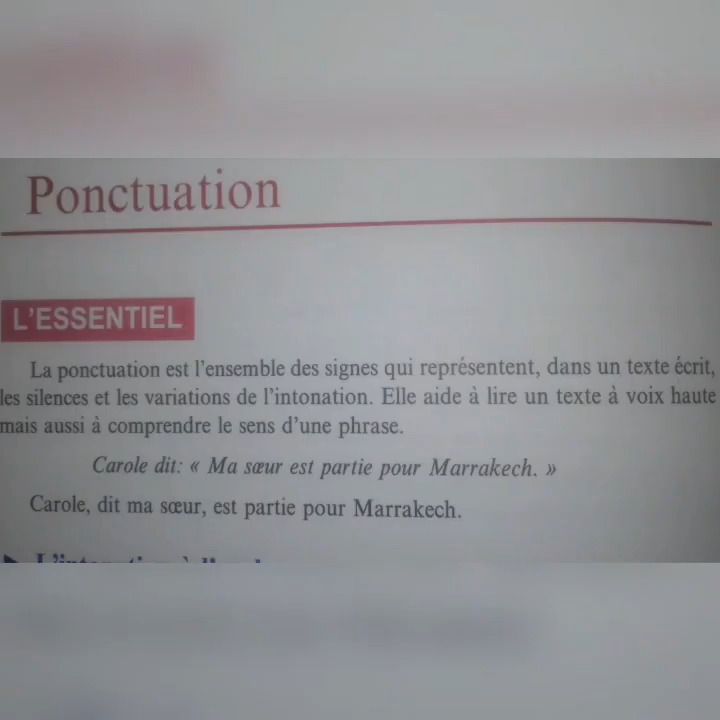 Ponctuation
L'ESSENTIEL
La ponctuation est l'ensemble des signes qui représentent, dans un texte écrit,
les silences et les variations de l'intonation. Elle aide à lire un texte à voix haute
mais aussi à comprendre le sens d'une phrase.
Carole dit: « Ma sœur est partie pour Marrakech. »
Carole, dit ma sœur, est partie pour Marrakech.